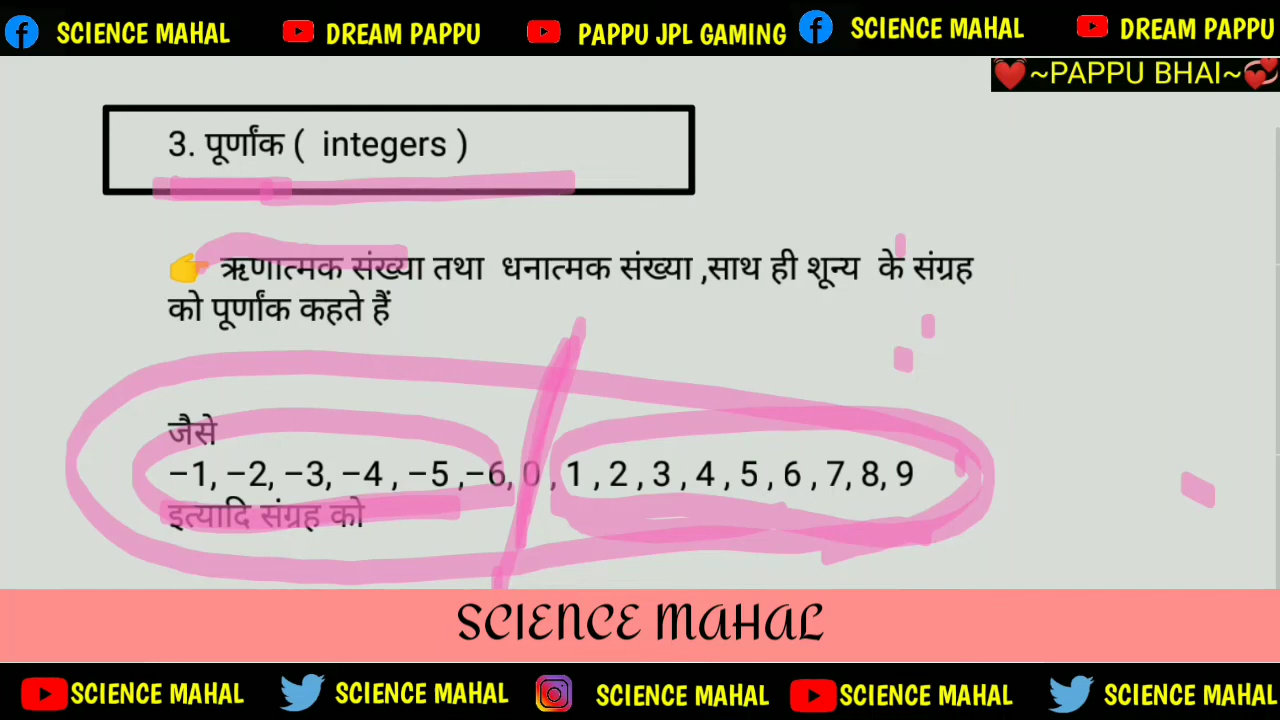 SCIENCE MAHAL DREAM PAPPU PAPPU JPL GAMING SCIENCE MAHAL DREAM PAPPU
~PAPPU BHAI~
3. पूर्णांक ( integers )
ऋणात्मक संख्या तथा धनात्मक संख्या ,साथ ही शून्य के संग्रह
को पूर्णांक कहते हैं
जैसे
−1, −2, −3, −4 , −5 ,−6, 0 , 1 , 2 , 3 , 4 , 5 , 6 , 7, 8, 9
इत्यादि संग्रह को
SCIENCE MAHAL
SCIENCE MAHAL SCIENCE MAHAL SCIENCE MAHAL SCIENCE MAHAL SCIENCE MAHAL